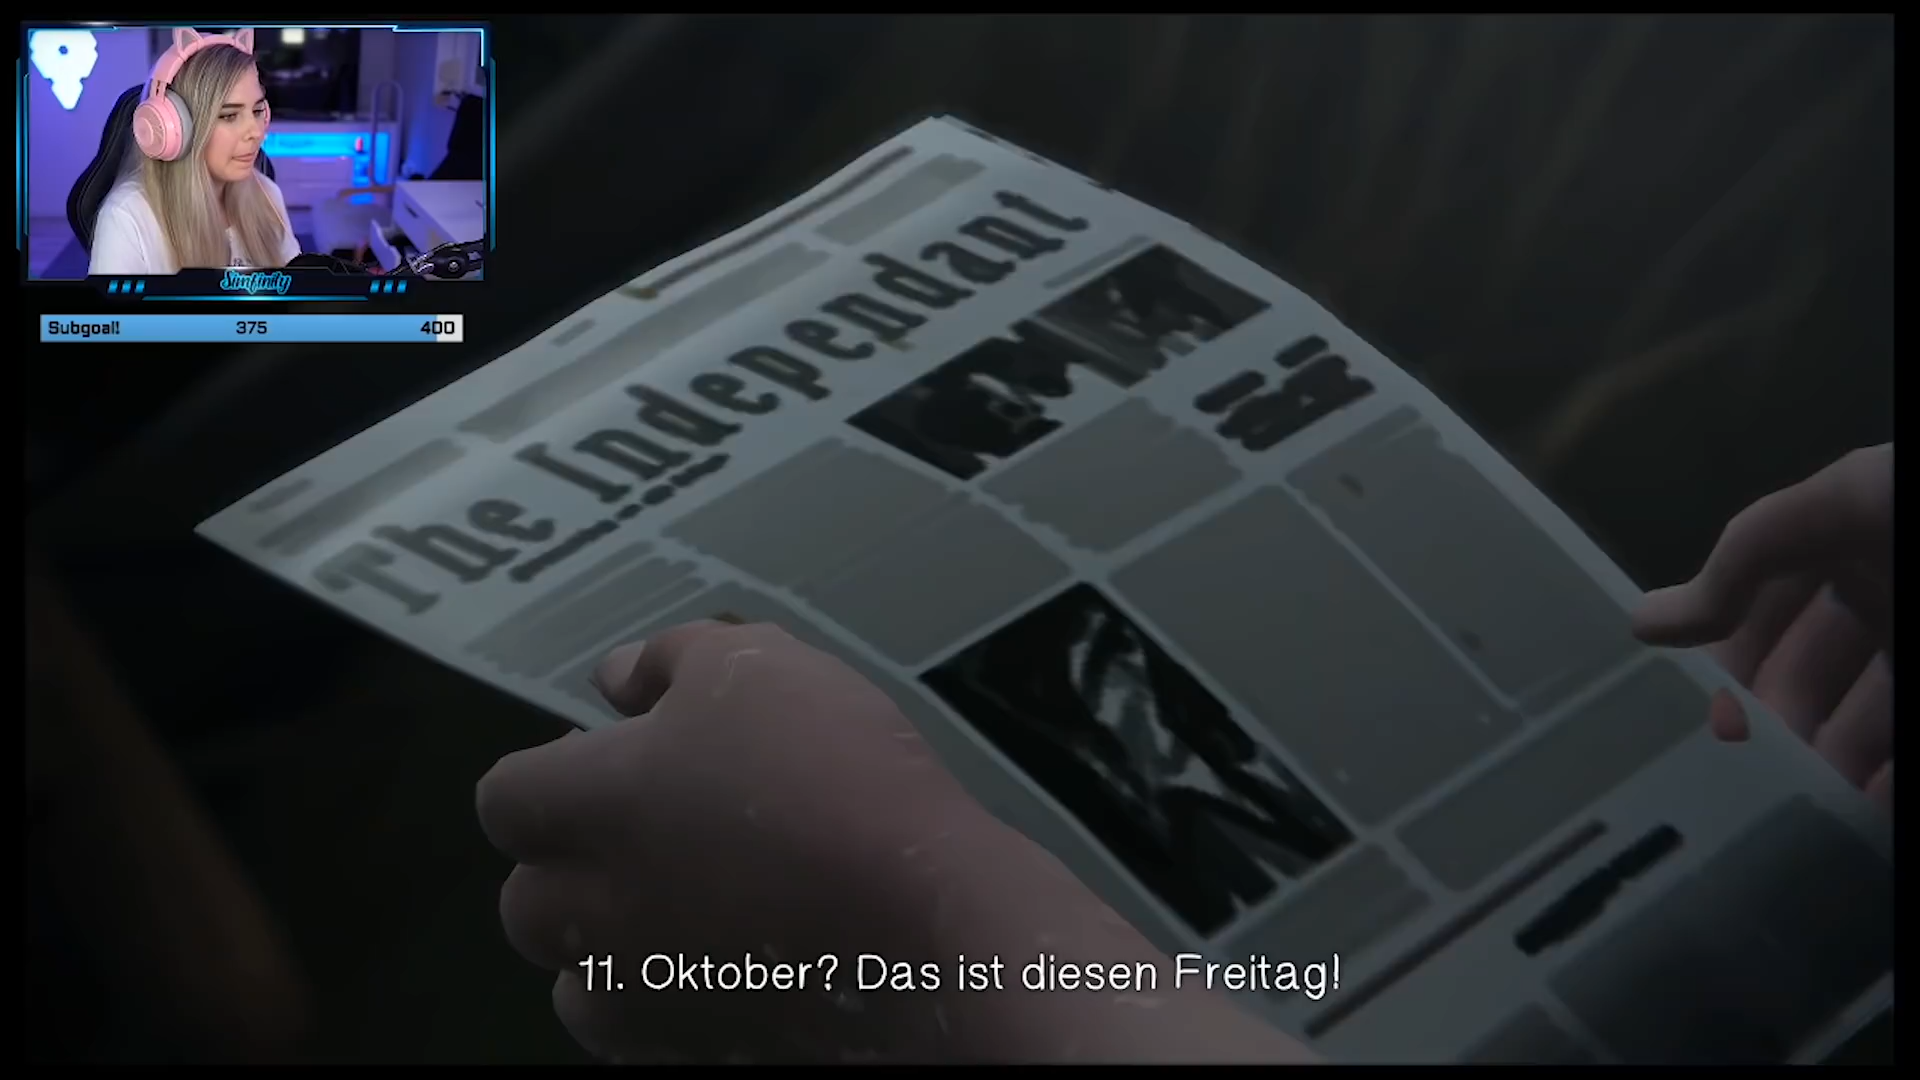 Simfinity
Subgoal! 375 400
The Independant
11. Oktober? Das ist diesen Freitag!